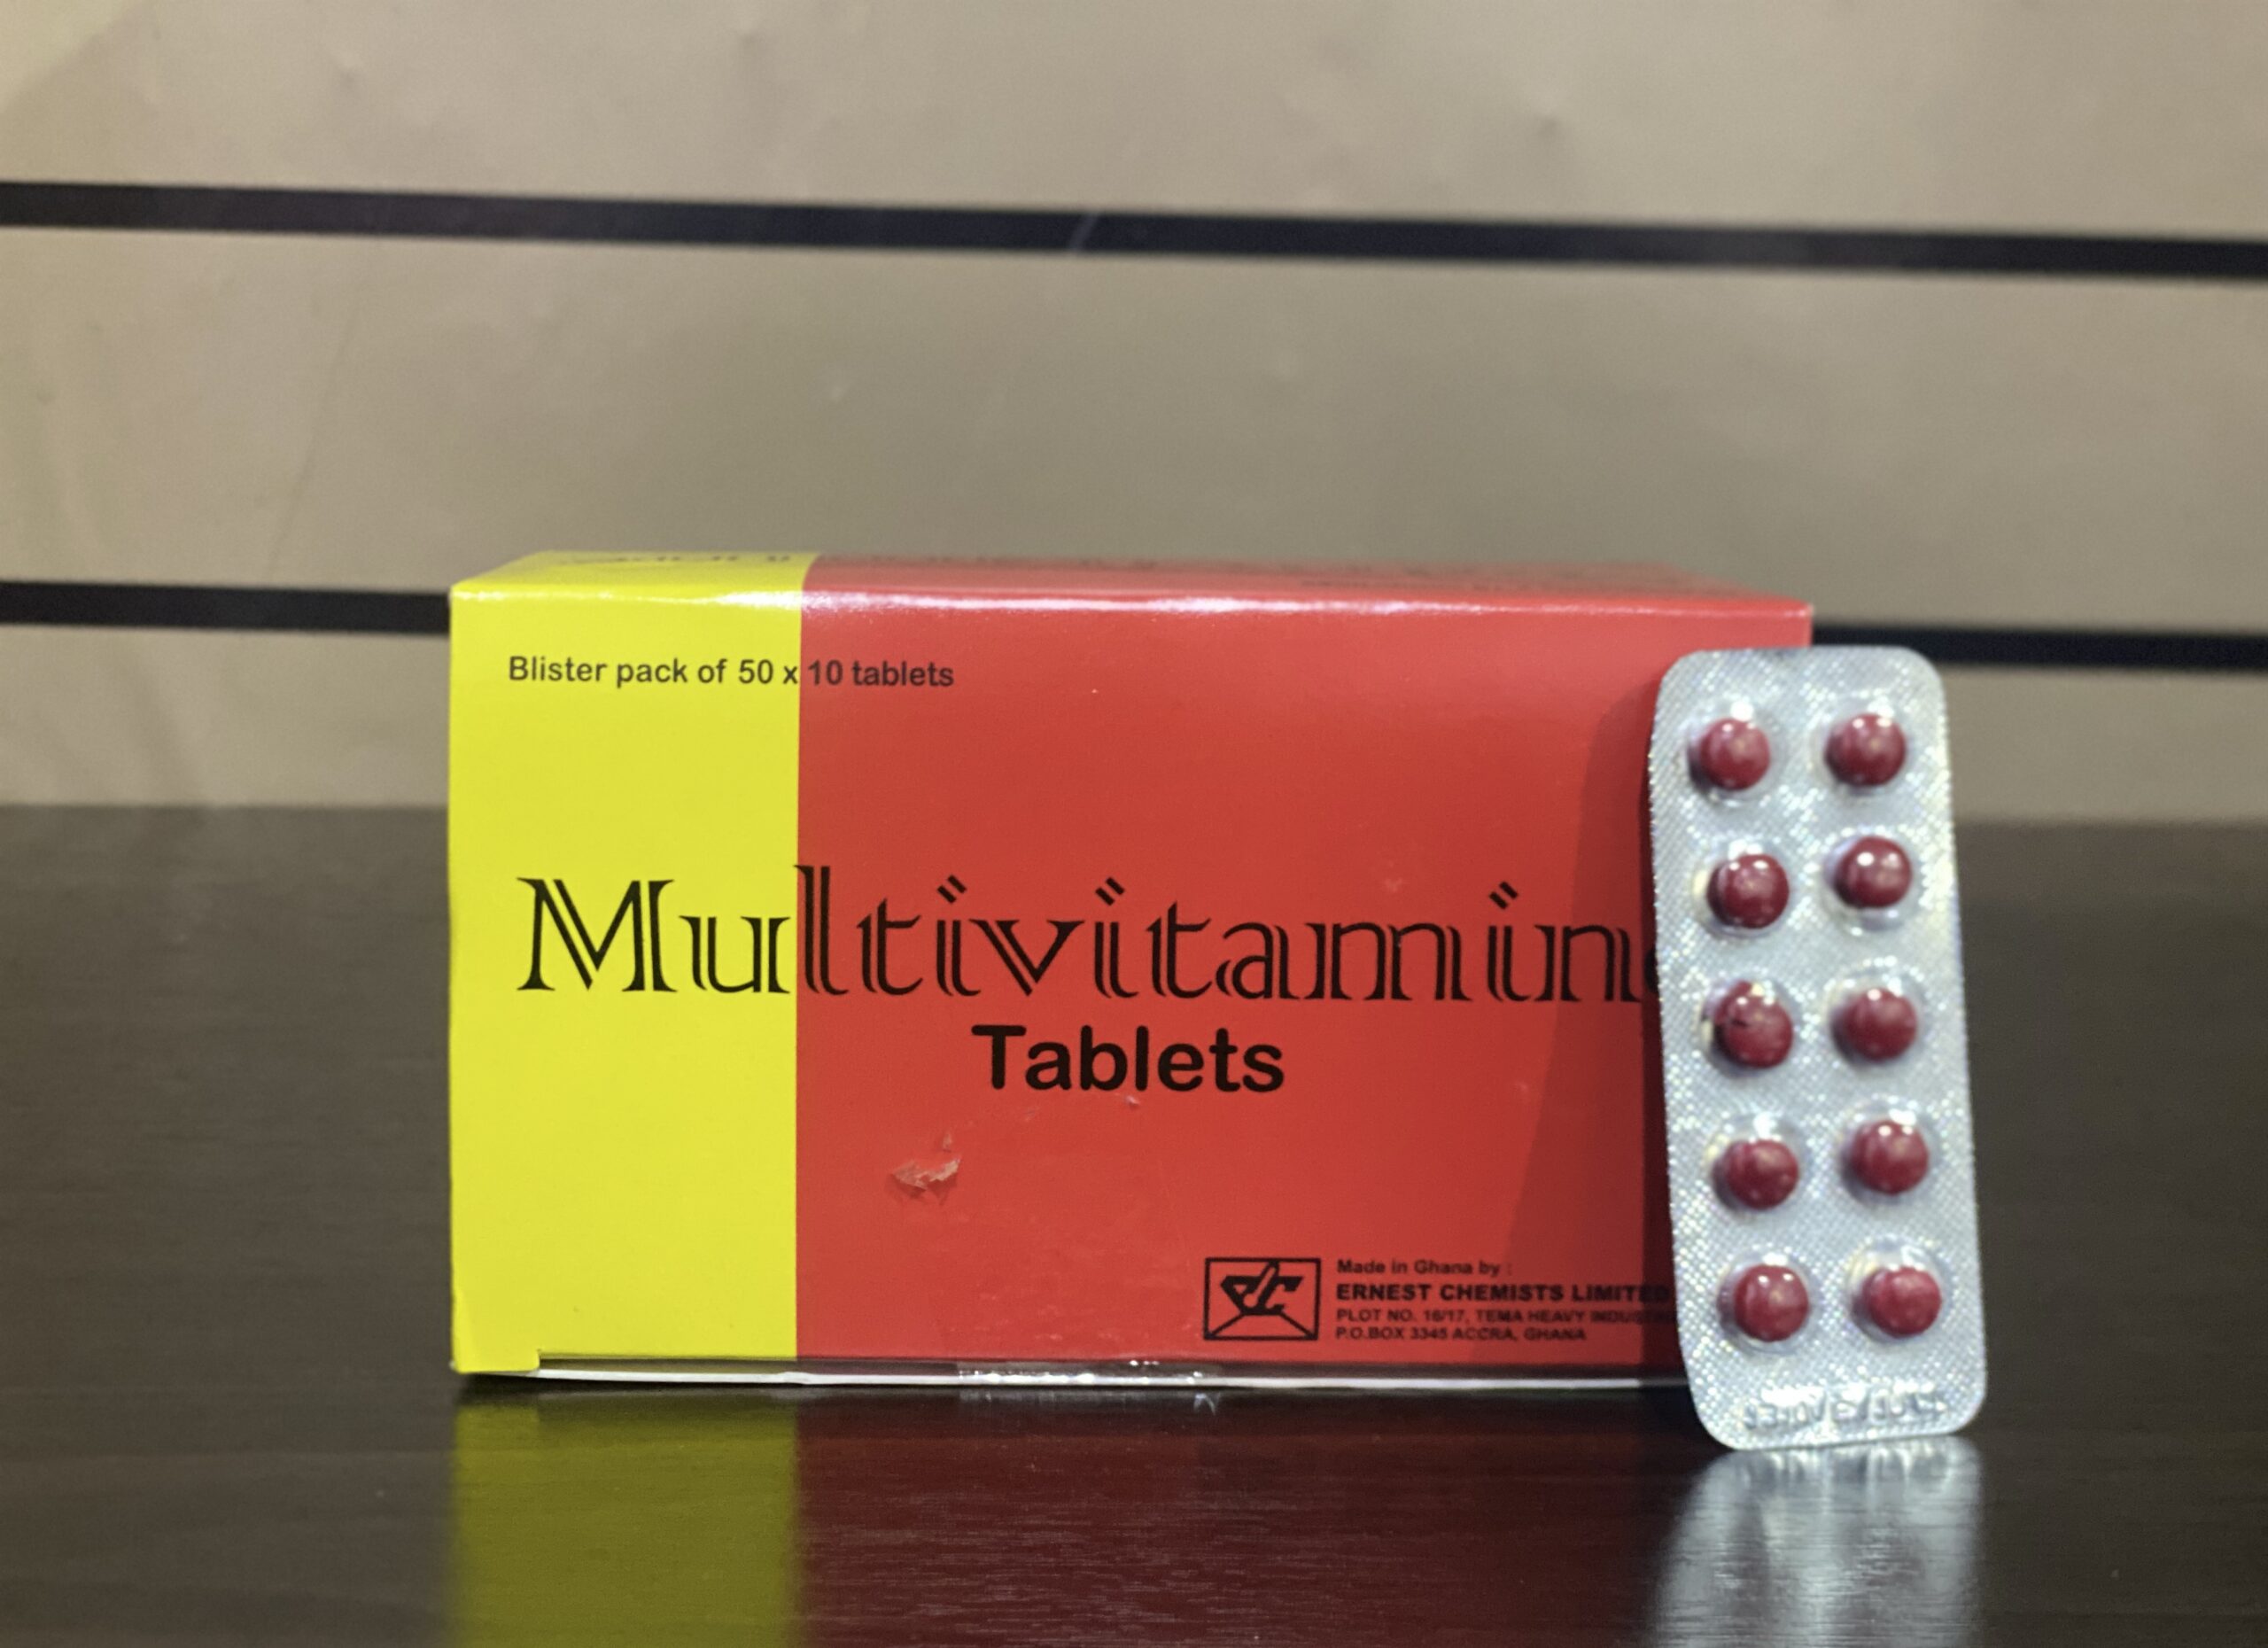 Blister pack of 50 x 10 tablets
Multivitamin
Tablets
Made in Ghana by :
ERNEST CHEMISTS LIMITED
PLOT NO. 16/17, TEMA HEAVY
P.O.BOX 3345 ACCRA, GHANA